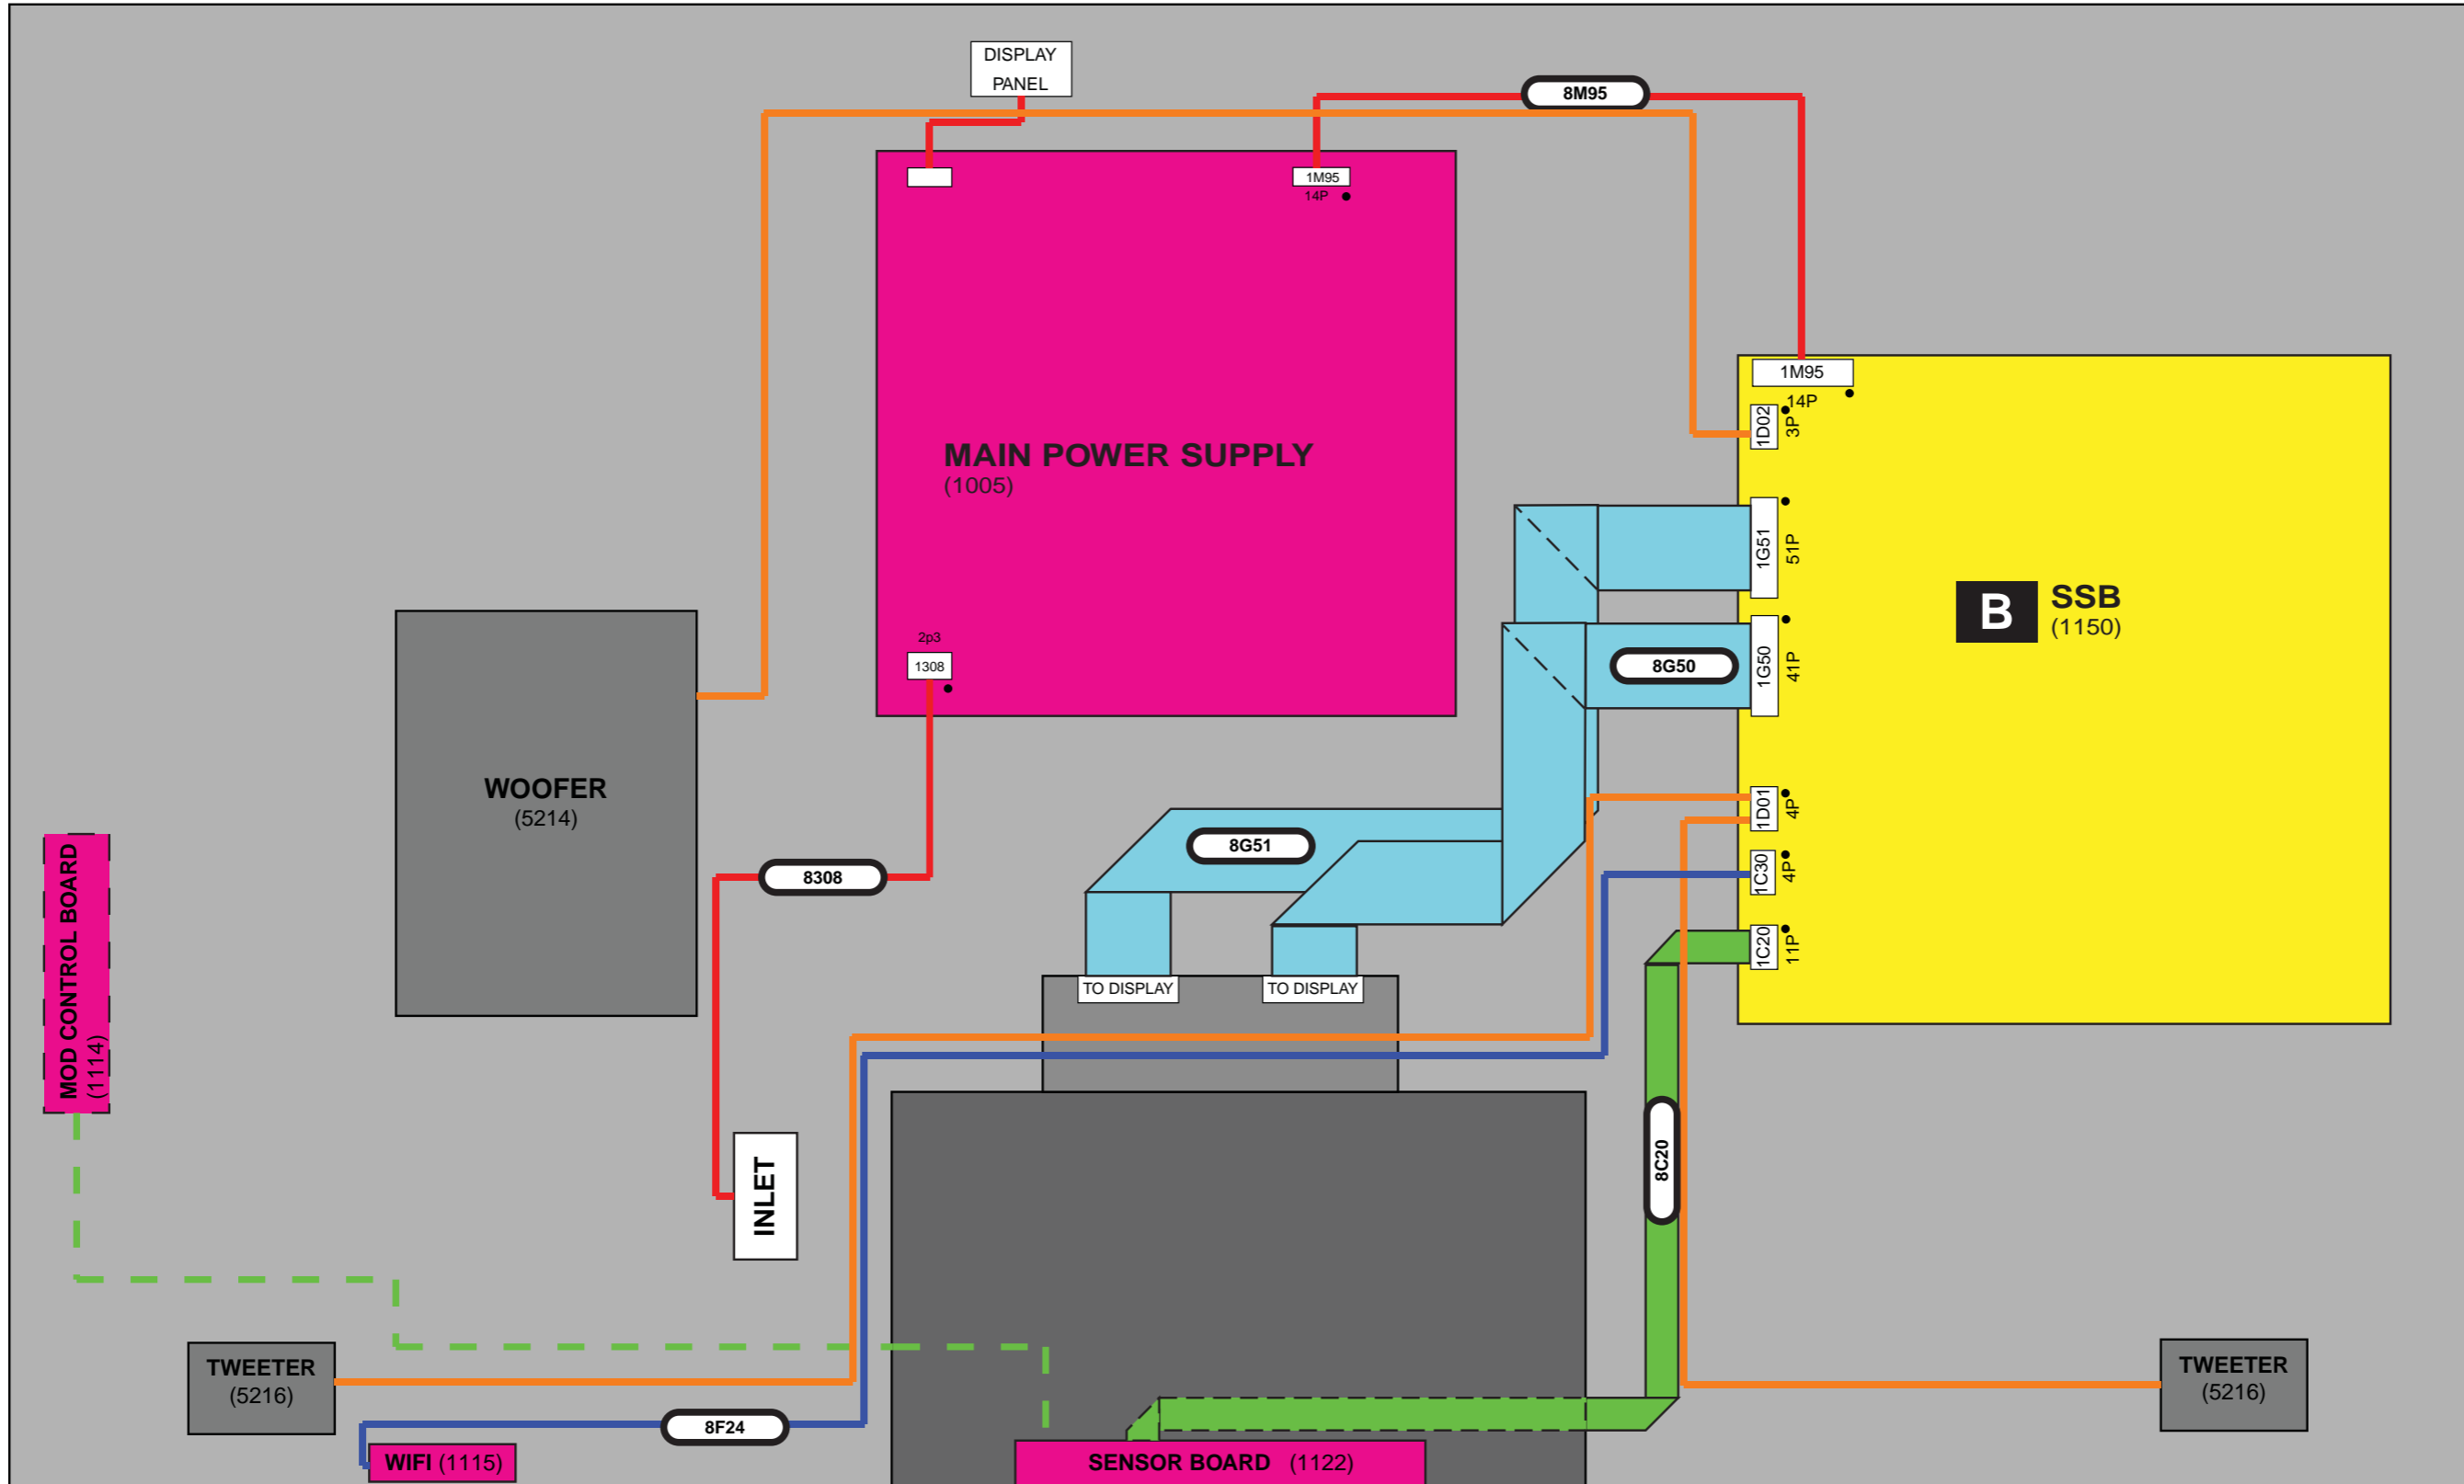 DISPLAY
PANEL
8M95
1M95
14P
MAIN POWER SUPPLY
(1005)
2p3
1308
1M95
14P
1D02
3P
1G51
51P
B
SSB
(1150)
8G50
1G50
41P
WOOFER
(5214)
8G51
8308
1D01
4P
1C30
4P
1C20
11P
MOD CONTROL BOARD
(1114)
TO DISPLAY
TO DISPLAY
INLET
8C20
TWEETER
(5216)
TWEETER
(5216)
8F24
WIFI (1115)
SENSOR BOARD (1122)